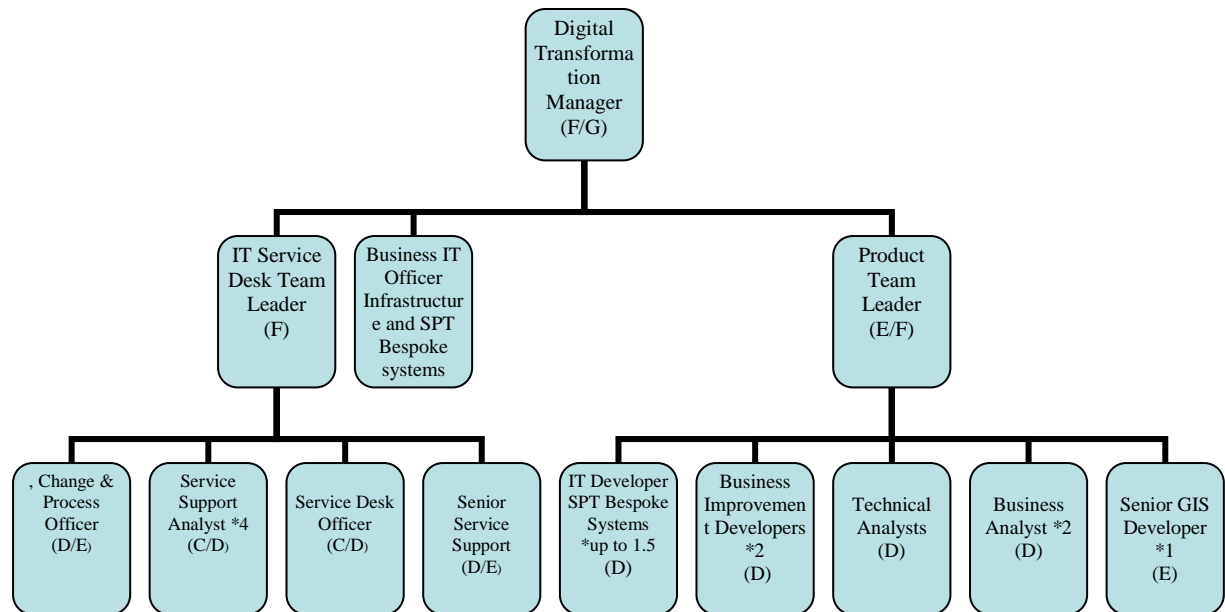 Digital
Transforma
tion
Manager
(F/G)
IT Service
Desk Team
Leader
(F)
Business IT
Officer
Infrastructur
e and SPT
Bespoke
systems
Product
Team
Leader
(E/F)
, Change &
Process
Officer
(D/E)
Service
Support
Analyst *4
(C/D)
Service Desk
Officer
(C/D)
Senior
Service
Support
(D/E)
IT Developer
SPT Bespoke
Systems
*up to 1.5
(D)
Business
Improvemen
t Developers
*2
(D)
Technical
Analysts
(D)
Business
Analyst *2
(D)
Senior GIS
Developer
*1
(E)